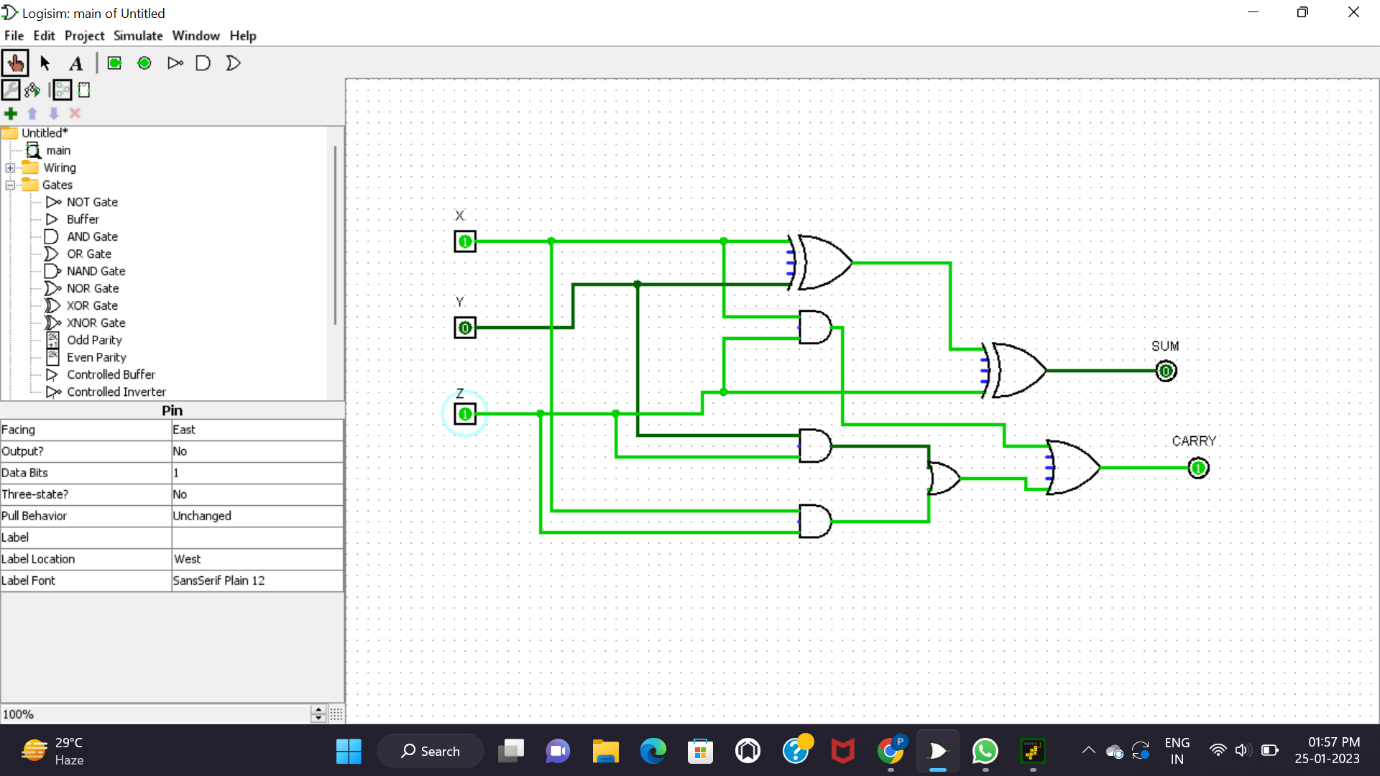 Logisim: main of Untitled
File Edit Project Simulate Window Help
A
Untitled*
main
Wiring
Gates
NOT Gate
Buffer
AND Gate
OR Gate
NAND Gate
NOR Gate
XOR Gate
XNOR Gate
Odd Parity
Even Parity
Controlled Buffer
Controlled Inverter
Pin
Facing East
Output? No
Data Bits 1
Three-state? No
Pull Behavior Unchanged
Label
Label Location West
Label Font SansSerif Plain 12
100%
X
1
Y
0
Z
1
SUM
0
CARRY
1
29°C
Haze
Search
P
ENG
IN
01:57 PM
25-01-2023